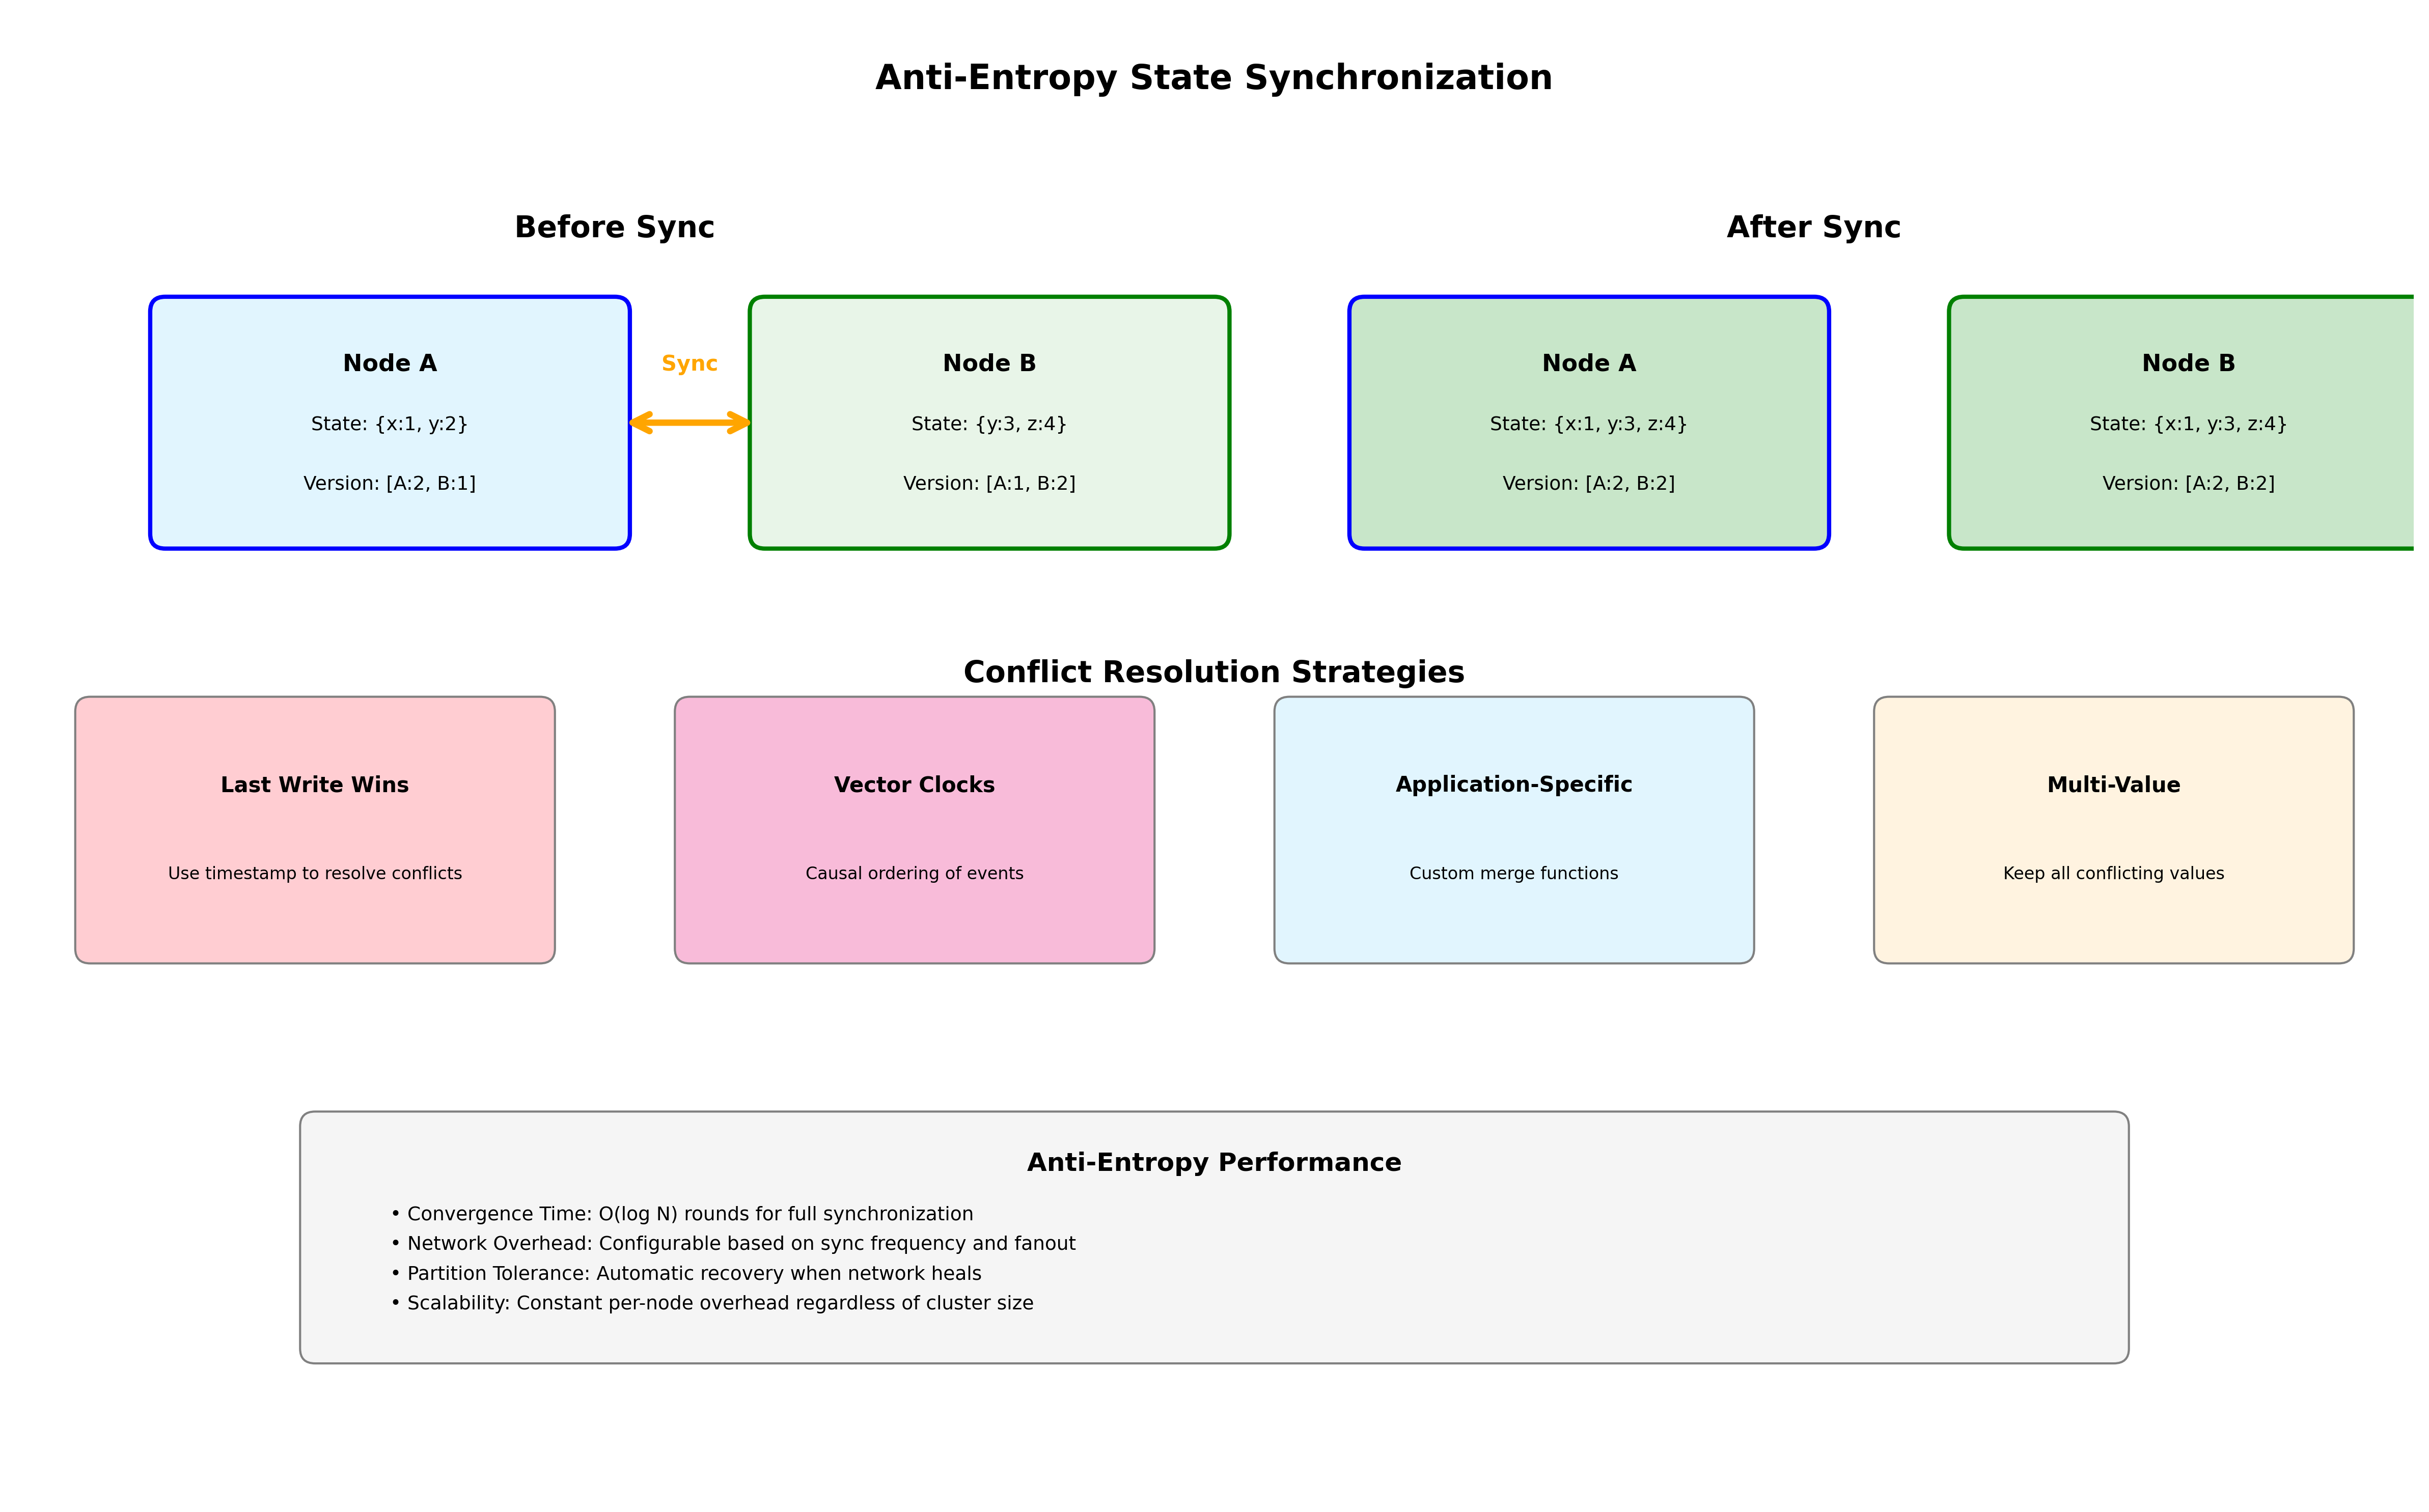 Anti-Entropy State Synchronization
Before Sync
After Sync
Node A
State: {x:1, y:2}
Version: [A:2, B:1]
Sync
Node B
State: {y:3, z:4}
Version: [A:1, B:2]
Node A
State: {x:1, y:3, z:4}
Version: [A:2, B:2]
Node B
State: {x:1, y:3, z:4}
Version: [A:2, B:2]
Conflict Resolution Strategies
Last Write Wins
Use timestamp to resolve conflicts
Vector Clocks
Causal ordering of events
Application-Specific
Custom merge functions
Multi-Value
Keep all conflicting values
Anti-Entropy Performance
• Convergence Time: O(log N) rounds for full synchronization
• Network Overhead: Configurable based on sync frequency and fanout
• Partition Tolerance: Automatic recovery when network heals
• Scalability: Constant per-node overhead regardless of cluster size